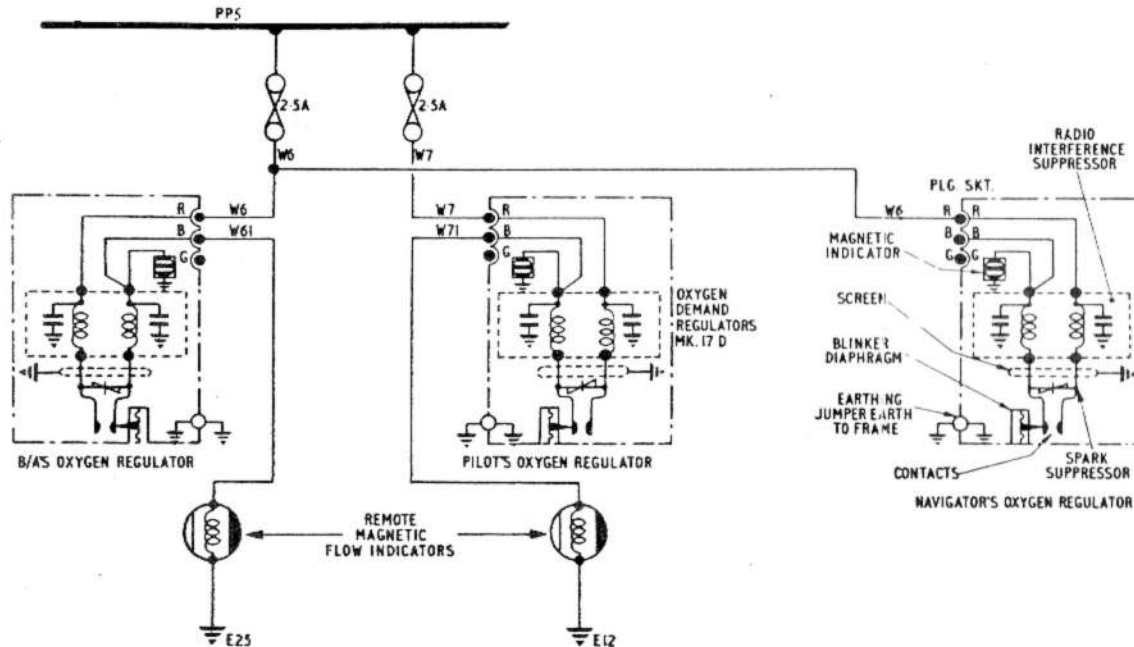 PP5
2·5A
2·5A
W6
W7
RADIO
INTERFERENCE
SUPPRESSOR
PLG. SKT.
R
W6
W7
R
W6
R
R
B
W61
W71
B
B
B
G
G
G
G
MAGNETIC
INDICATOR
SCREEN
OXYGEN
DEMAND
REGULATORS
MK. 17 D
BLINKER
DIAPHRAGM
EARTHING
JUMPER EARTH
TO FRAME
B/A'S OXYGEN REGULATOR
PILOT'S OXYGEN REGULATOR
CONTACTS
SPARK
SUPPRESSOR
NAVIGATOR'S OXYGEN REGULATOR
REMOTE
MAGNETIC
FLOW INDICATORS
E25
E12